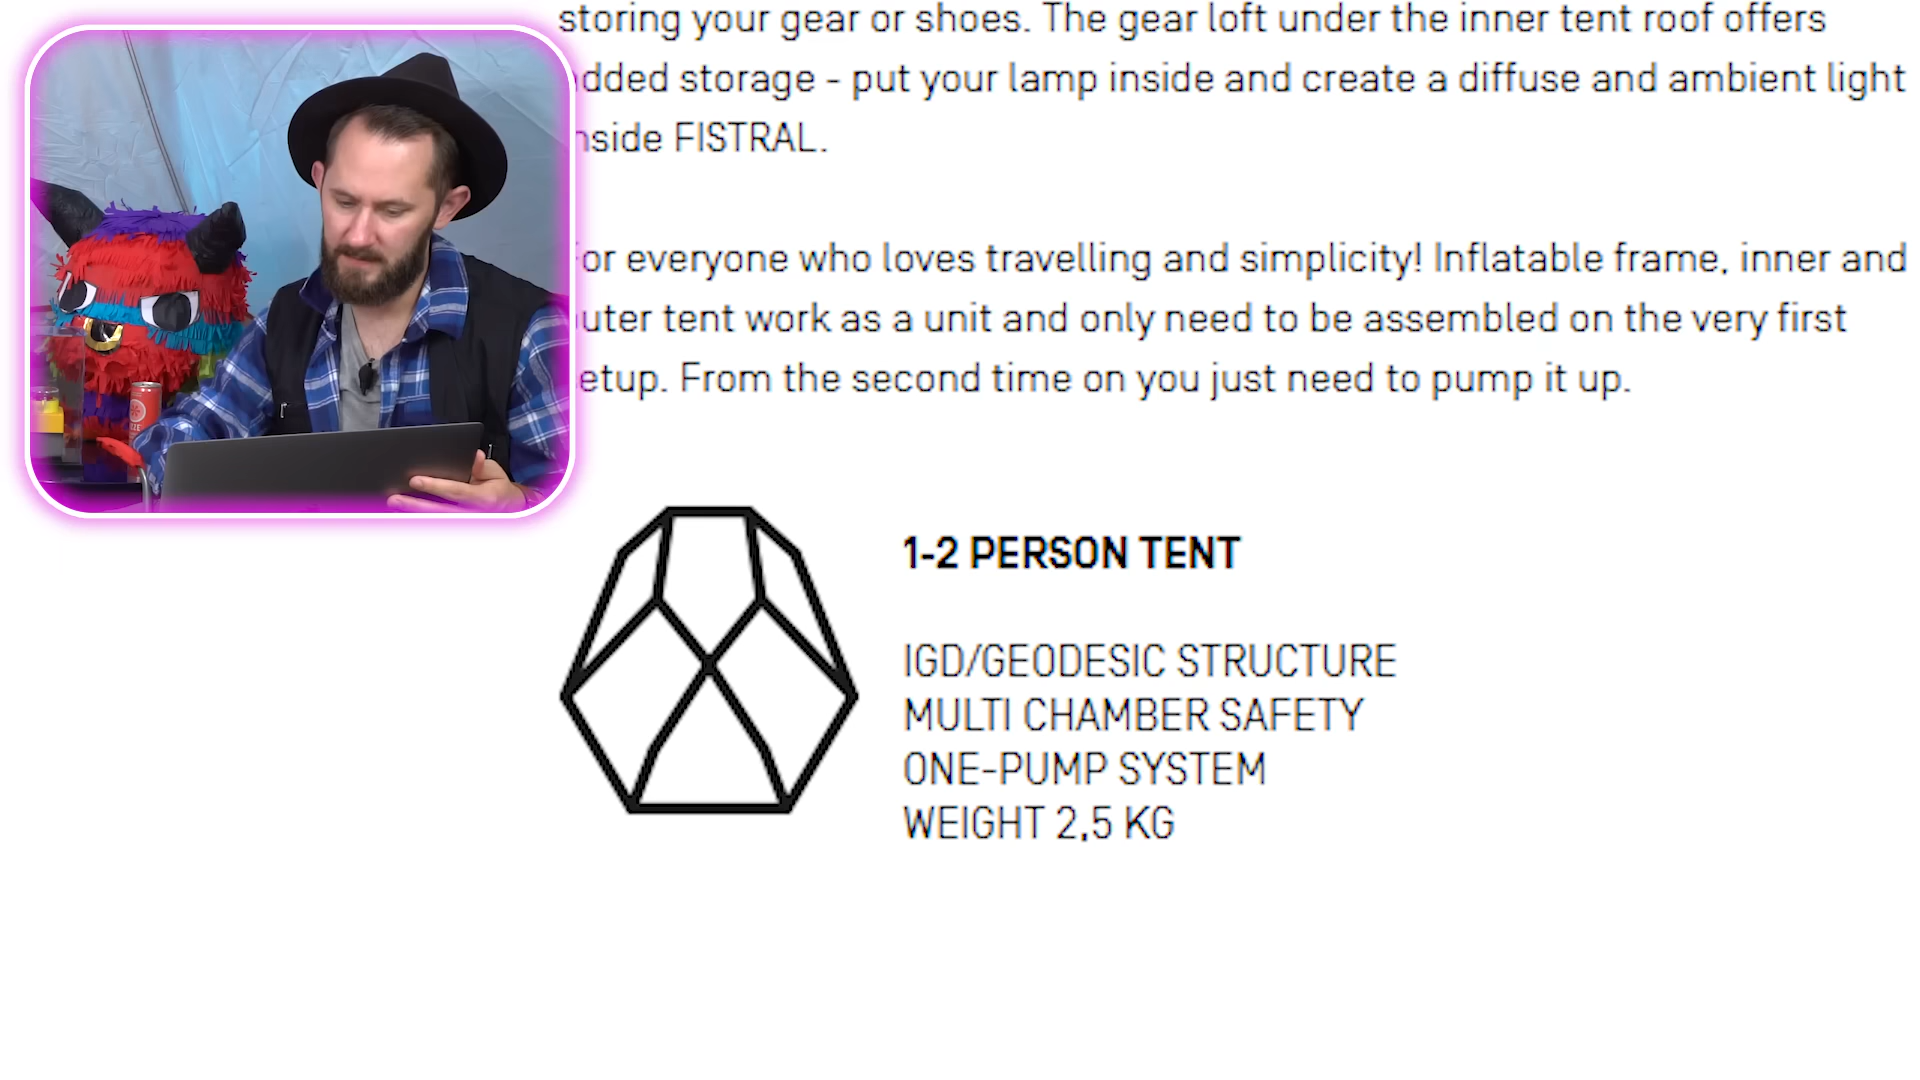 storing your gear or shoes. The gear loft under the inner tent roof offers
dded storage - put your lamp inside and create a diffuse and ambient light
nside FISTRAL.
or everyone who loves travelling and simplicity! Inflatable frame, inner and
uter tent work as a unit and only need to be assembled on the very first
etup. From the second time on you just need to pump it up.
1-2 PERSON TENT
IGD/GEODESIC STRUCTURE
MULTI CHAMBER SAFETY
ONE-PUMP SYSTEM
WEIGHT 2,5 KG